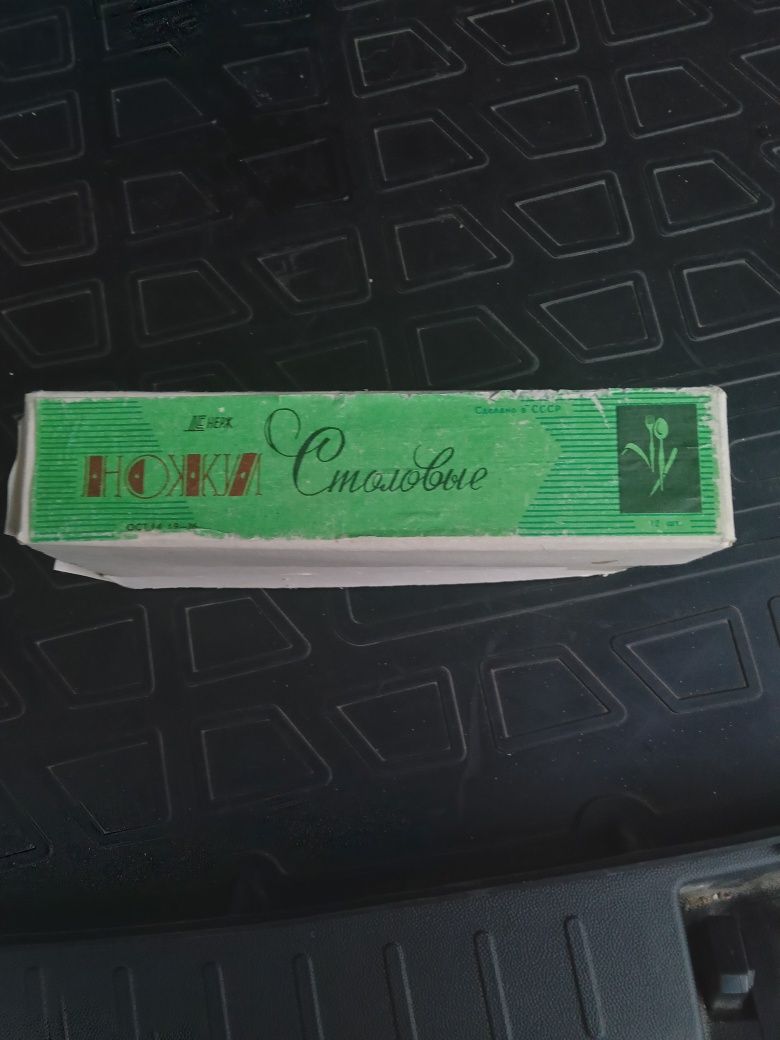 Сделано в СССР
НЕРЖ.
НОЖИ Столовые
12 шт.